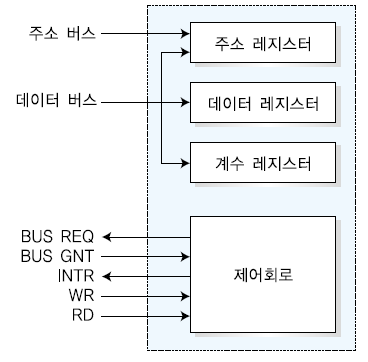 주소 버스
주소 레지스터
데이터 버스
데이터 레지스터
계수 레지스터
BUS REQ
BUS GNT
INTR
제어회로
WR
RD